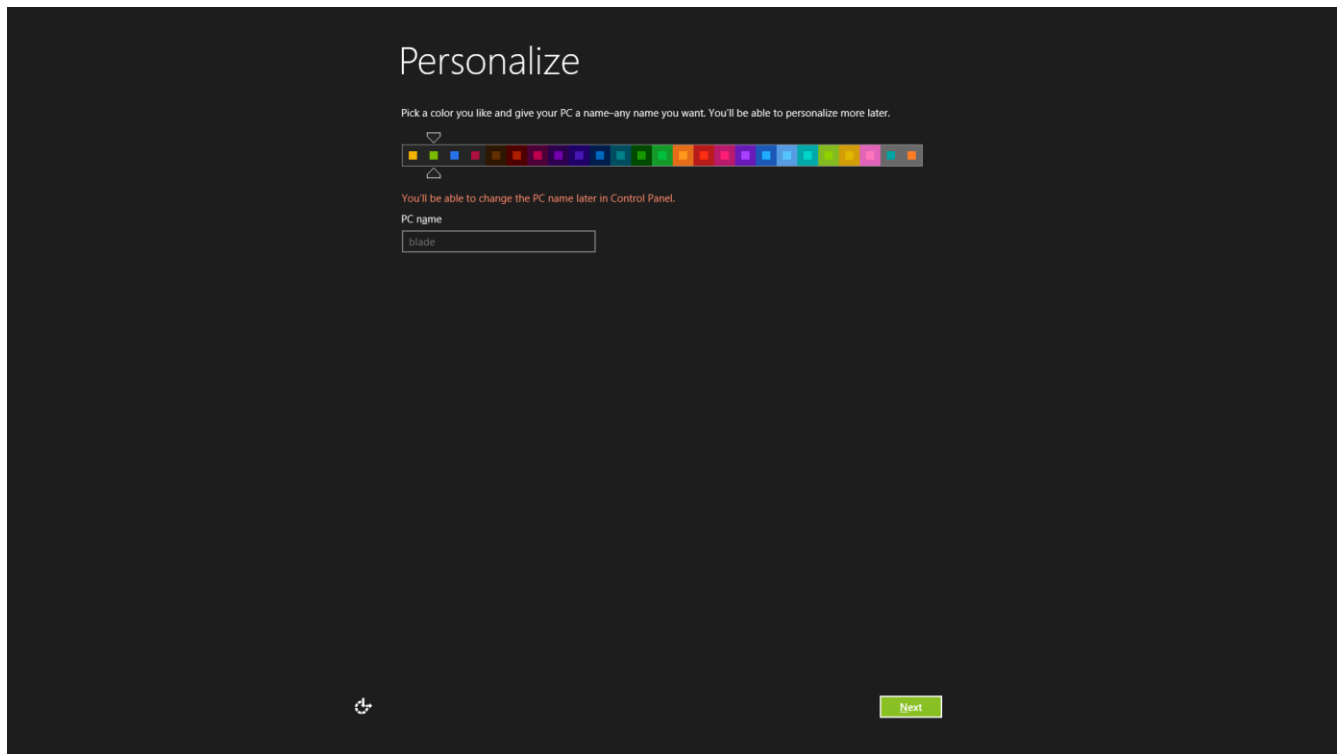 Personalize
Pick a color you like and give your PC a name–any name you want. You'll be able to personalize more later.
You'll be able to change the PC name later in Control Panel.
PC name
blade
Next